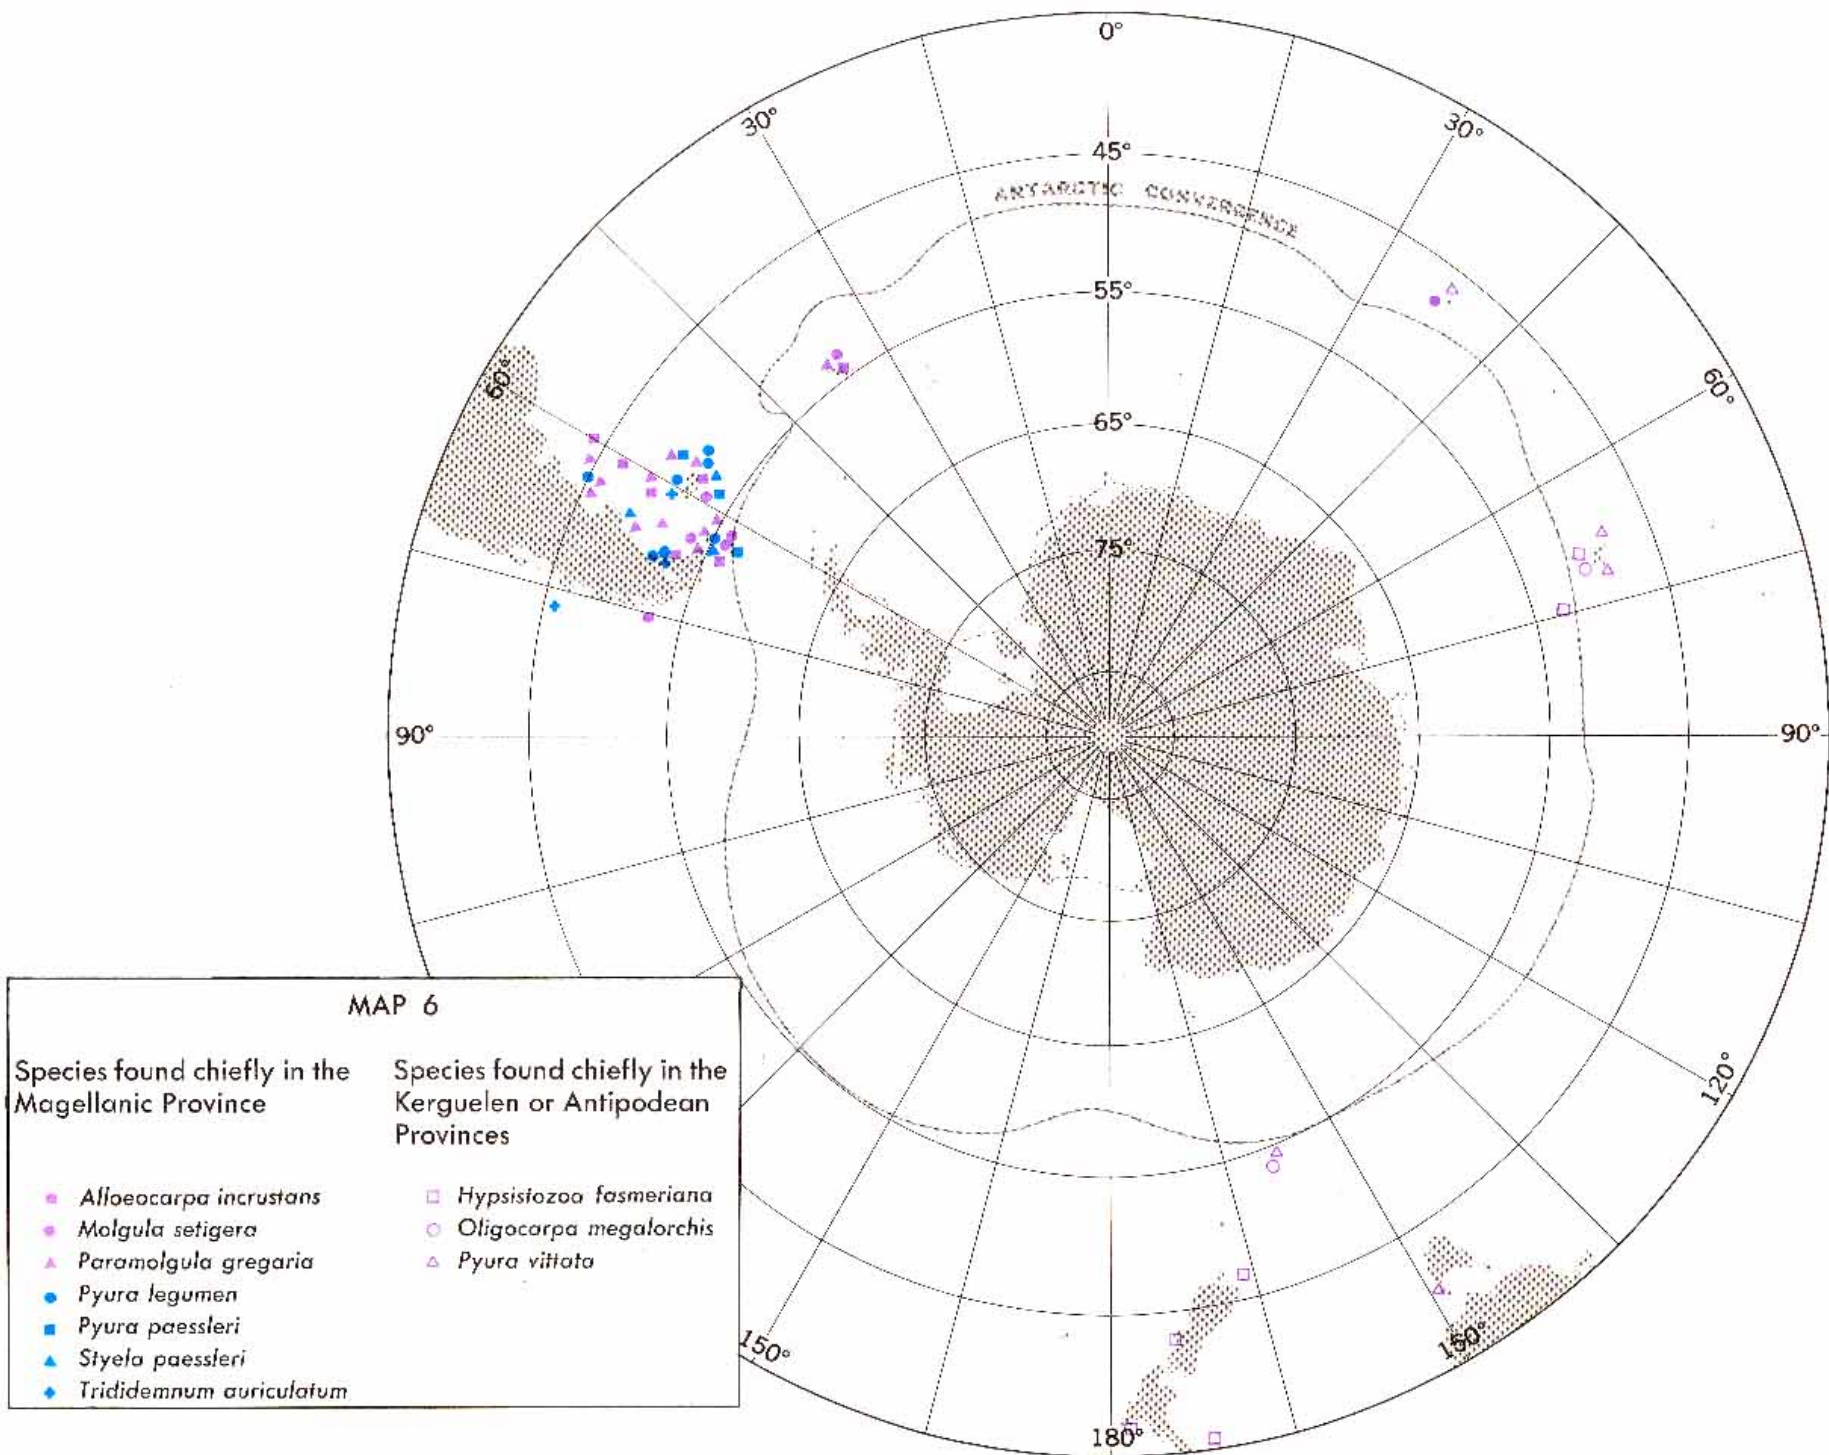 0°
30°
30°
45°
ANTARCTIC CONVERGENCE
55°
60°
60°
65°
75°
90°
90°
120°
150°
150°
180°
MAP 6
Species found chiefly in the
Magellanic Province
Alloeocarpa incrustans
Molgula setigera
Paramolgula gregaria
Pyura legumen
Pyura paessleri
Styela paessleri
Trididemnum auriculatum
Species found chiefly in the
Kerguelen or Antipodean
Provinces
Hypsistozoa fasmeriana
Oligocarpa megalorchis
Pyura vittata